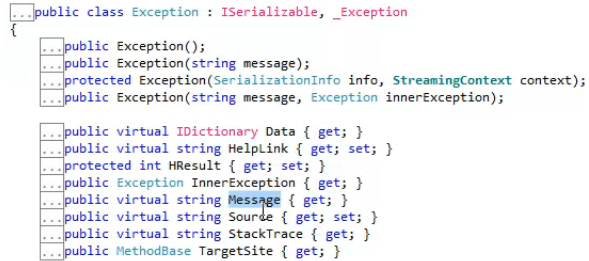 ...public class Exception : ISerializable, _Exception
{
...public Exception();
...public Exception(string message);
...protected Exception(SerializationInfo info, StreamingContext context);
...public Exception(string message, Exception innerException);
...public virtual IDictionary Data { get; }
...public virtual string HelpLink { get; set; }
...protected int HResult { get; set; }
...public Exception InnerException { get; }
...public virtual string Message { get; }
...public virtual string Source { get; set; }
...public virtual string StackTrace { get; }
...public MethodBase TargetSite { get; }